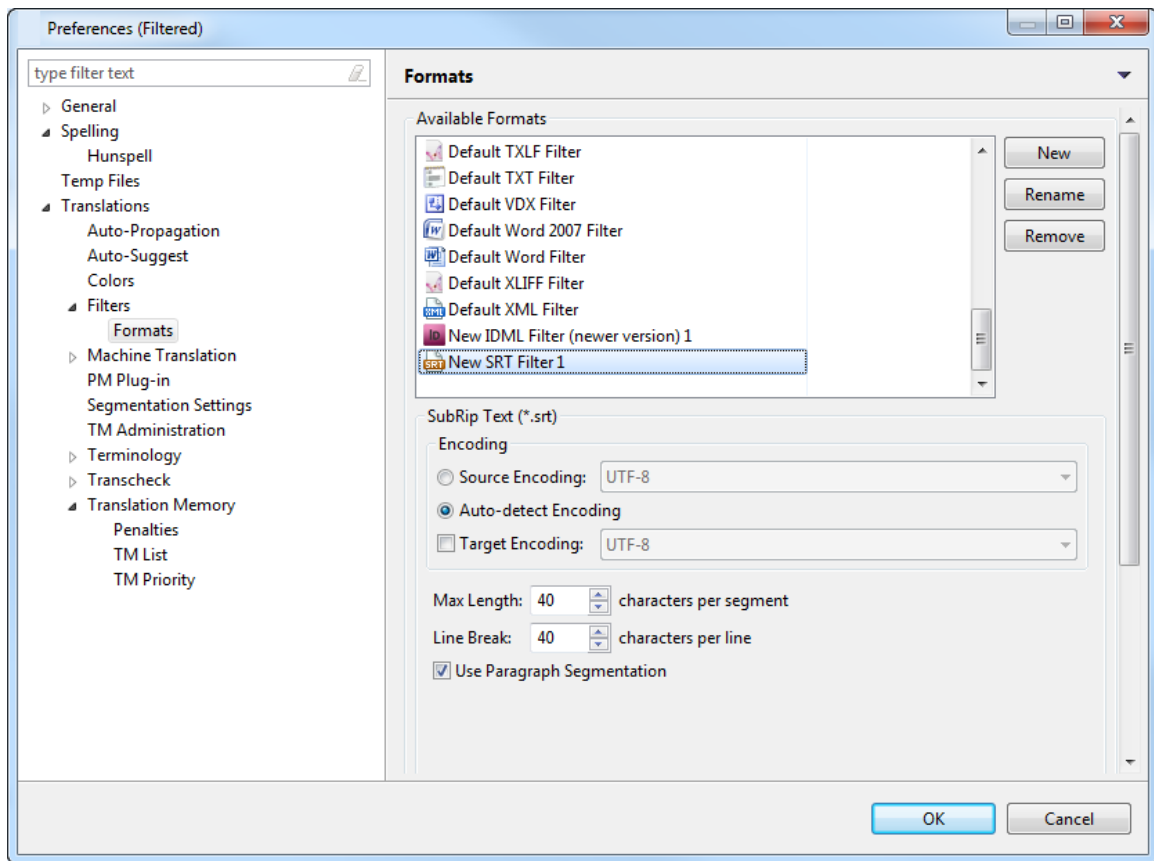 Preferences (Filtered)
type filter text
General
Spelling
Hunspell
Temp Files
Translations
Auto-Propagation
Auto-Suggest
Colors
Filters
Formats
Machine Translation
PM Plug-in
Segmentation Settings
TM Administration
Terminology
Transcheck
Translation Memory
Penalties
TM List
TM Priority
Formats
Available Formats
Default TXLF Filter
Default TXT Filter
Default VDX Filter
Default Word 2007 Filter
Default Word Filter
Default XLIFF Filter
XML Default XML Filter
ID New IDML Filter (newer version) 1
SRT New SRT Filter 1
New
Rename
Remove
SubRip Text (*.srt)
Encoding
Source Encoding: UTF-8
Auto-detect Encoding
Target Encoding: UTF-8
Max Length: 40 characters per segment
Line Break: 40 characters per line
Use Paragraph Segmentation
OK Cancel